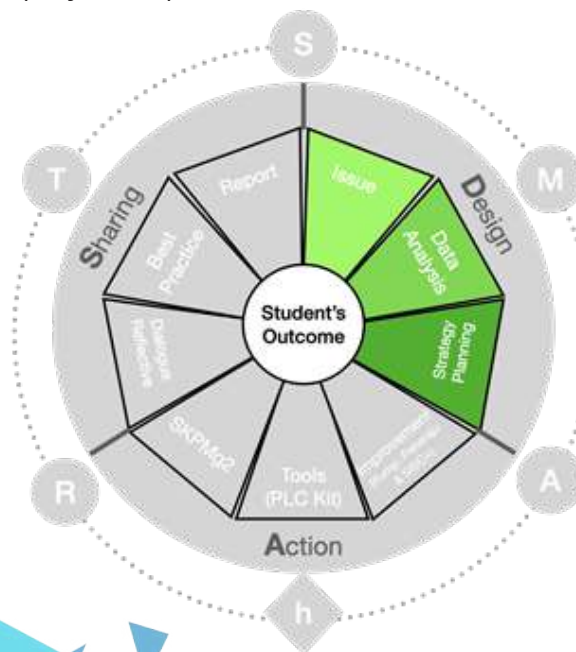 S
M
A
h
R
T
Design
Action
Sharing
Issue
Data
Analysis
Strategy
Planning
Improvement
Tools
(PLC Kit)
SKPMg2
Dialogue
Reflective
Best
Practice
Report
Student's
Outcome